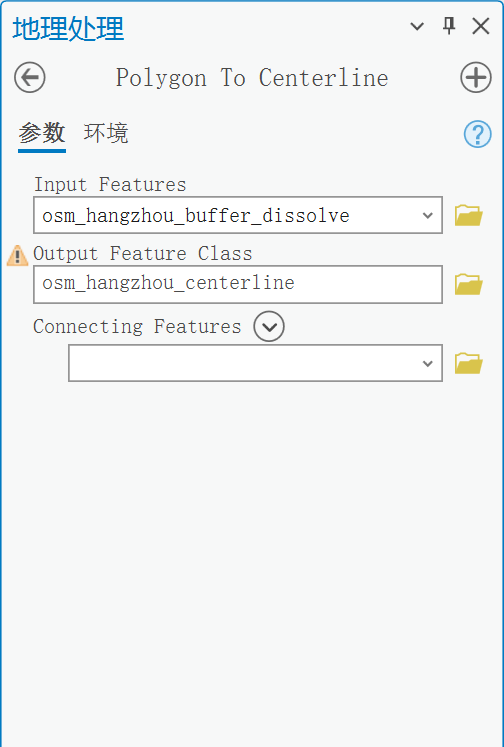 地理处理
Polygon To Centerline
参数 环境
Input Features
osm_hangzhou_buffer_dissolve
Output Feature Class
osm_hangzhou_centerline
Connecting Features